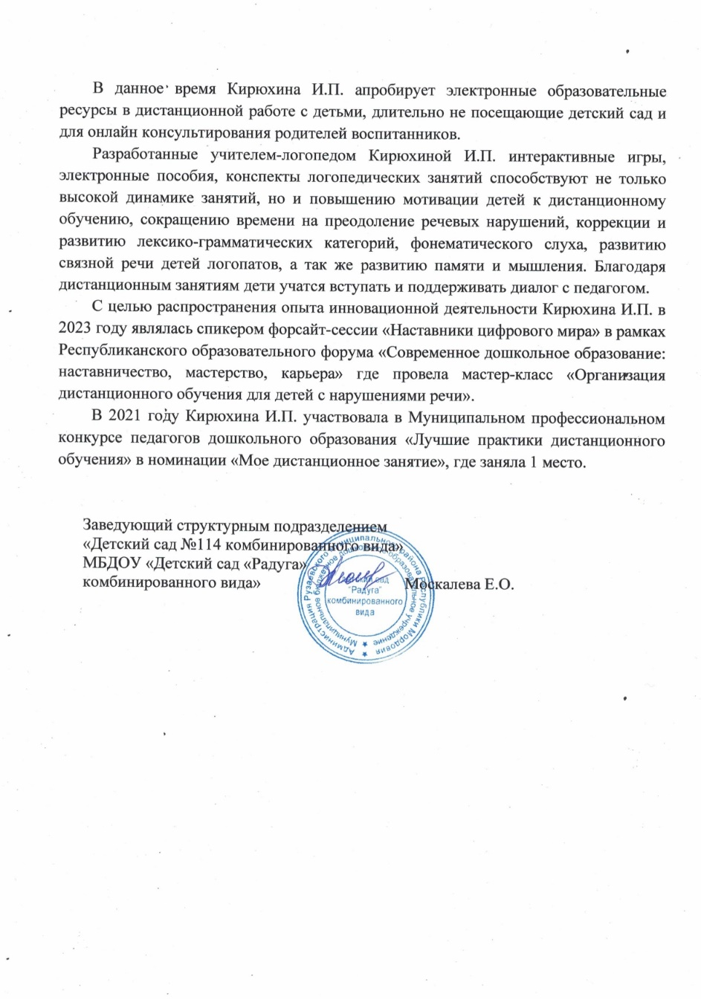 В данное время Кирюхина И.П. апробирует электронные образовательные
ресурсы в дистанционной работе с детьми, длительно не посещающие детский сад и
для онлайн консультирования родителей воспитанников.
Разработанные учителем-логопедом Кирюхиной И.П. интерактивные игры,
электронные пособия, конспекты логопедических занятий способствуют не только
высокой динамике занятий, но и повышению мотивации детей к дистанционному
обучению, сокращению времени на преодоление речевых нарушений, коррекции и
развитию лексико-грамматических категорий, фонематического слуха, развитию
связной речи детей логопатов, а так же развитию памяти и мышления. Благодаря
дистанционным занятиям дети учатся вступать и поддерживать диалог с педагогом.
С целью распространения опыта инновационной деятельности Кирюхина И.П. в
2023 году являлась спикером форсайт-сессии «Наставники цифрового мира» в рамках
Республиканского образовательного форума «Современное дошкольное образование:
наставничество, мастерство, карьера» где провела мастер-класс «Организация
дистанционного обучения для детей с нарушениями речи».
В 2021 году Кирюхина И.П. участвовала в Муниципальном профессиональном
конкурсе педагогов дошкольного образования «Лучшие практики дистанционного
обучения» в номинации «Мое дистанционное занятие», где заняла 1 место.
Заведующий структурным подразделением
«Детский сад №114 комбинированного вида»
МБДОУ «Детский сад «Радуга»
комбинированного вида» Москалева Е.О.
Администрация Рузаевского муниципального района Республики Мордовия
Муниципальное бюджетное дошкольное образовательное учреждение
детский сад
"Радуга"
комбинированного
вида